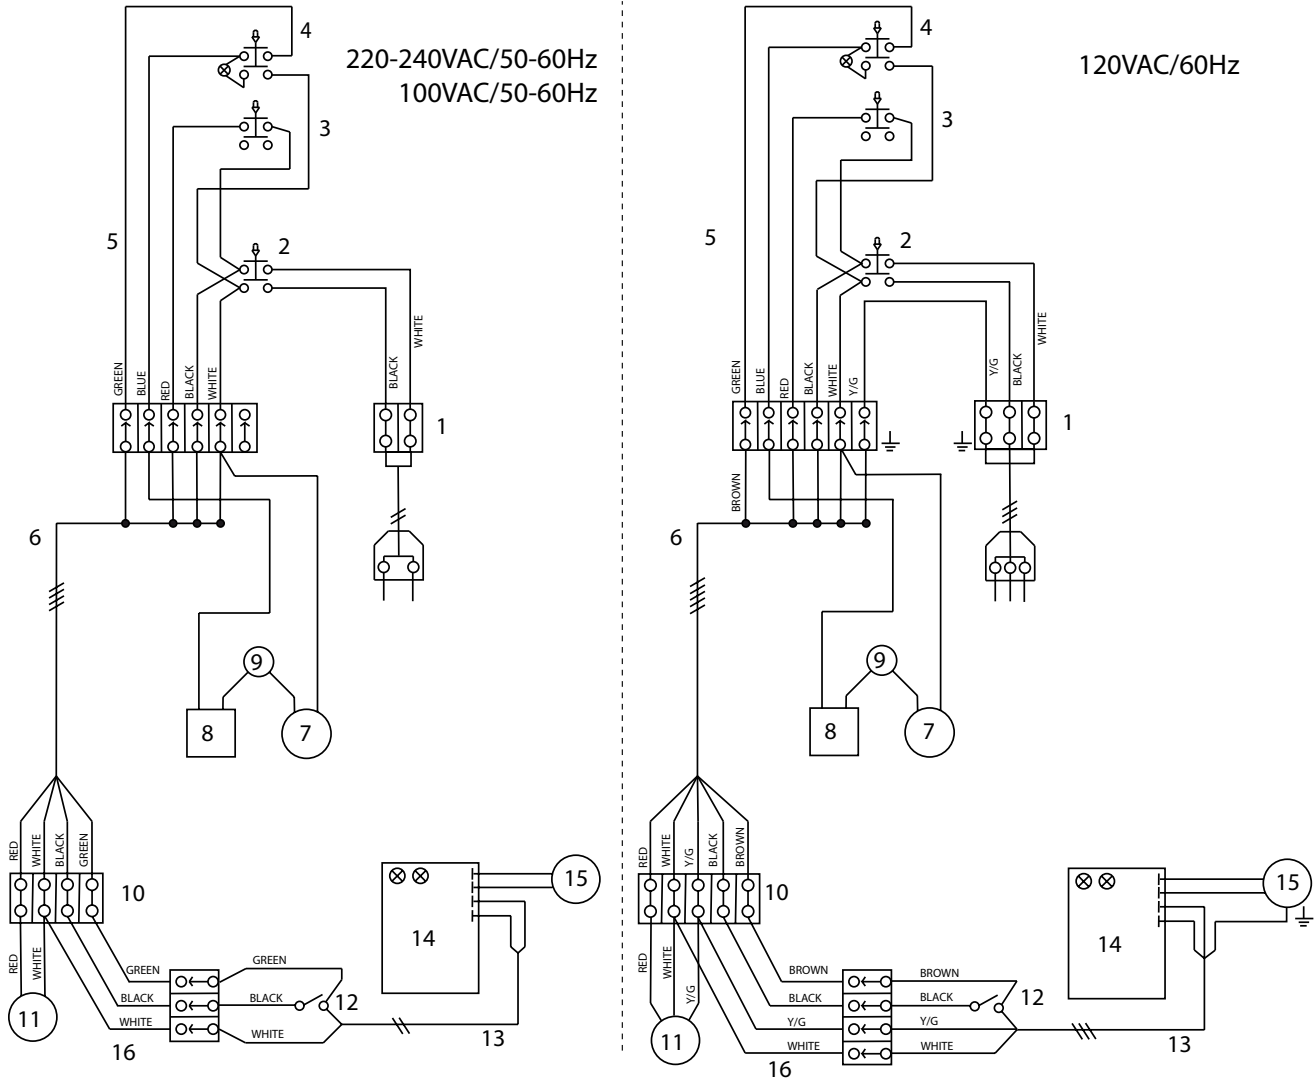 4
220-240VAC/50-60Hz
100VAC/50-60Hz
3
5
2
GREEN
BLUE
RED
BLACK
WHITE
BLACK
WHITE
1
6
9
8
7
RED
WHITE
BLACK
GREEN
10
RED
WHITE
11
GREEN
BLACK
WHITE
16
GREEN
BLACK
WHITE
12
13
14
15
4
120VAC/60Hz
3
5
2
GREEN
BLUE
RED
BLACK
WHITE
Y/G
Y/G
BLACK
WHITE
1
BROWN
6
9
8
7
RED
WHITE
Y/G
BLACK
BROWN
10
RED
WHITE
Y/G
11
BROWN
BLACK
Y/G
WHITE
16
BROWN
BLACK
Y/G
WHITE
12
13
14
15